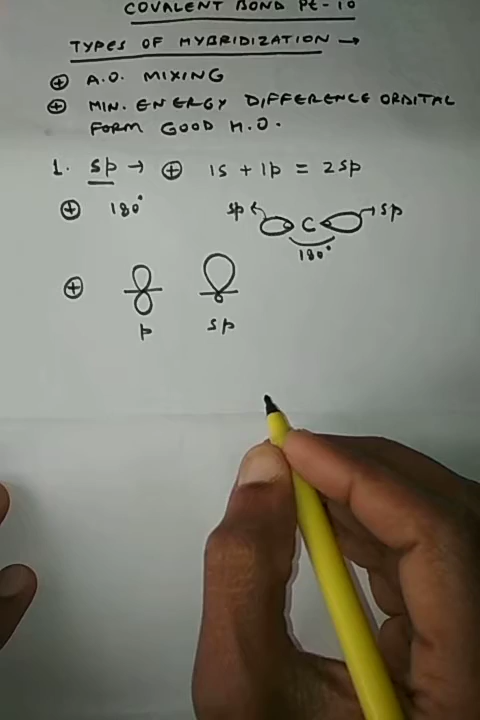 COVALENT BOND Pt-10
TYPES OF HYBRIDIZATION →
⊕ A.O. MIXING
⊕ MIN. ENERGY DIFFERENCE ORBITAL
FORM GOOD H.O.
1. sp → ⊕ 1s + 1p = 2sp
⊕ 180°
sp C sp
180°
⊕
p sp